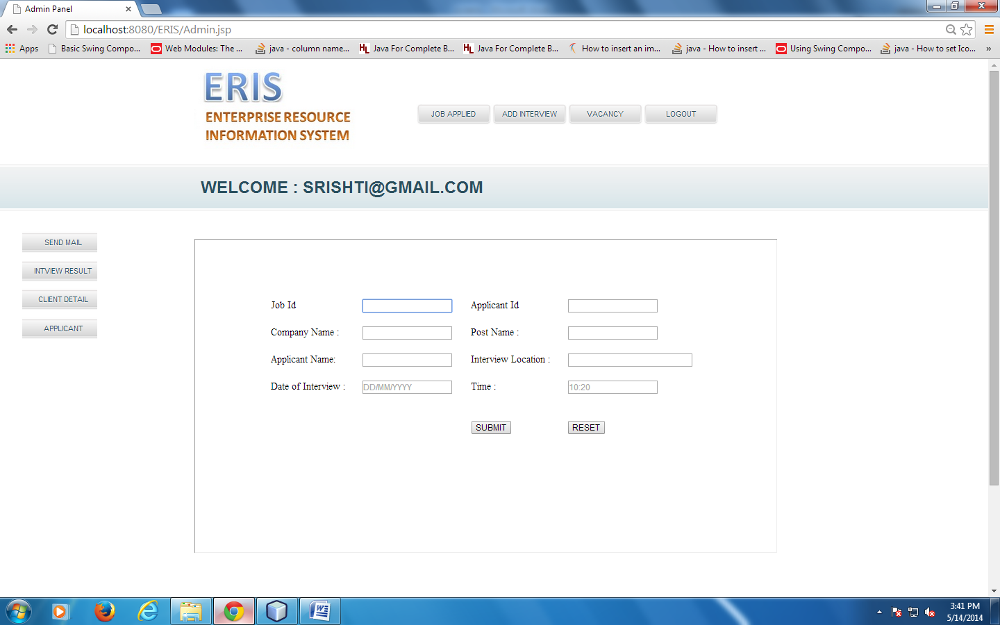 Admin Panel
localhost:8080/ERIS/Admin.jsp
Apps
Basic Swing Compo...
Web Modules: The ...
java - column name...
Java For Complete B...
Java For Complete B...
How to insert an im...
java - How to insert ...
Using Swing Compo...
java - How to set Ico...
»
ERIS
ENTERPRISE RESOURCE
INFORMATION SYSTEM
JOB APPLIED
ADD INTERVIEW
VACANCY
LOGOUT
WELCOME : SRISHTI@GMAIL.COM
SEND MAIL
INTVIEW RESULT
CLIENT DETAIL
APPLICANT
Job Id
Applicant Id
Company Name :
Post Name :
Applicant Name:
Interview Location :
Date of Interview :
DD/MM/YYYY
Time :
10:20
SUBMIT
RESET
3:41 PM
5/14/2014